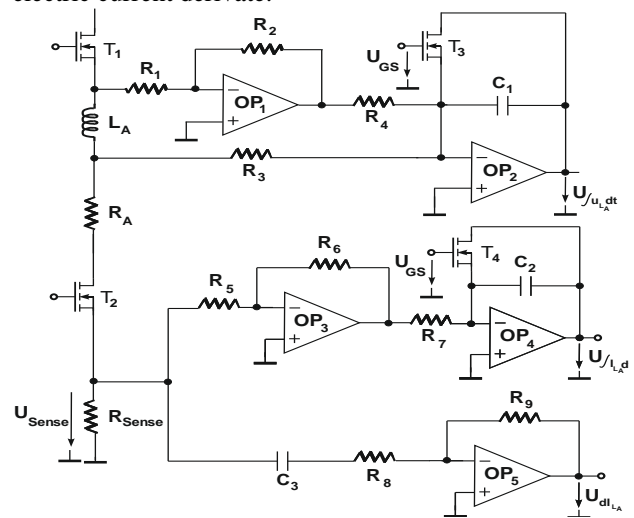 electric current derivate.
T1
R1
R2
OP1
LA
R4
UGS
T3
C1
R3
OP2
U∫uLAdt
RA
T2
R5
R6
OP3
R7
UGS
T4
C2
OP4
U∫ILAd
USense
RSense
C3
R8
R9
OP5
UdILA